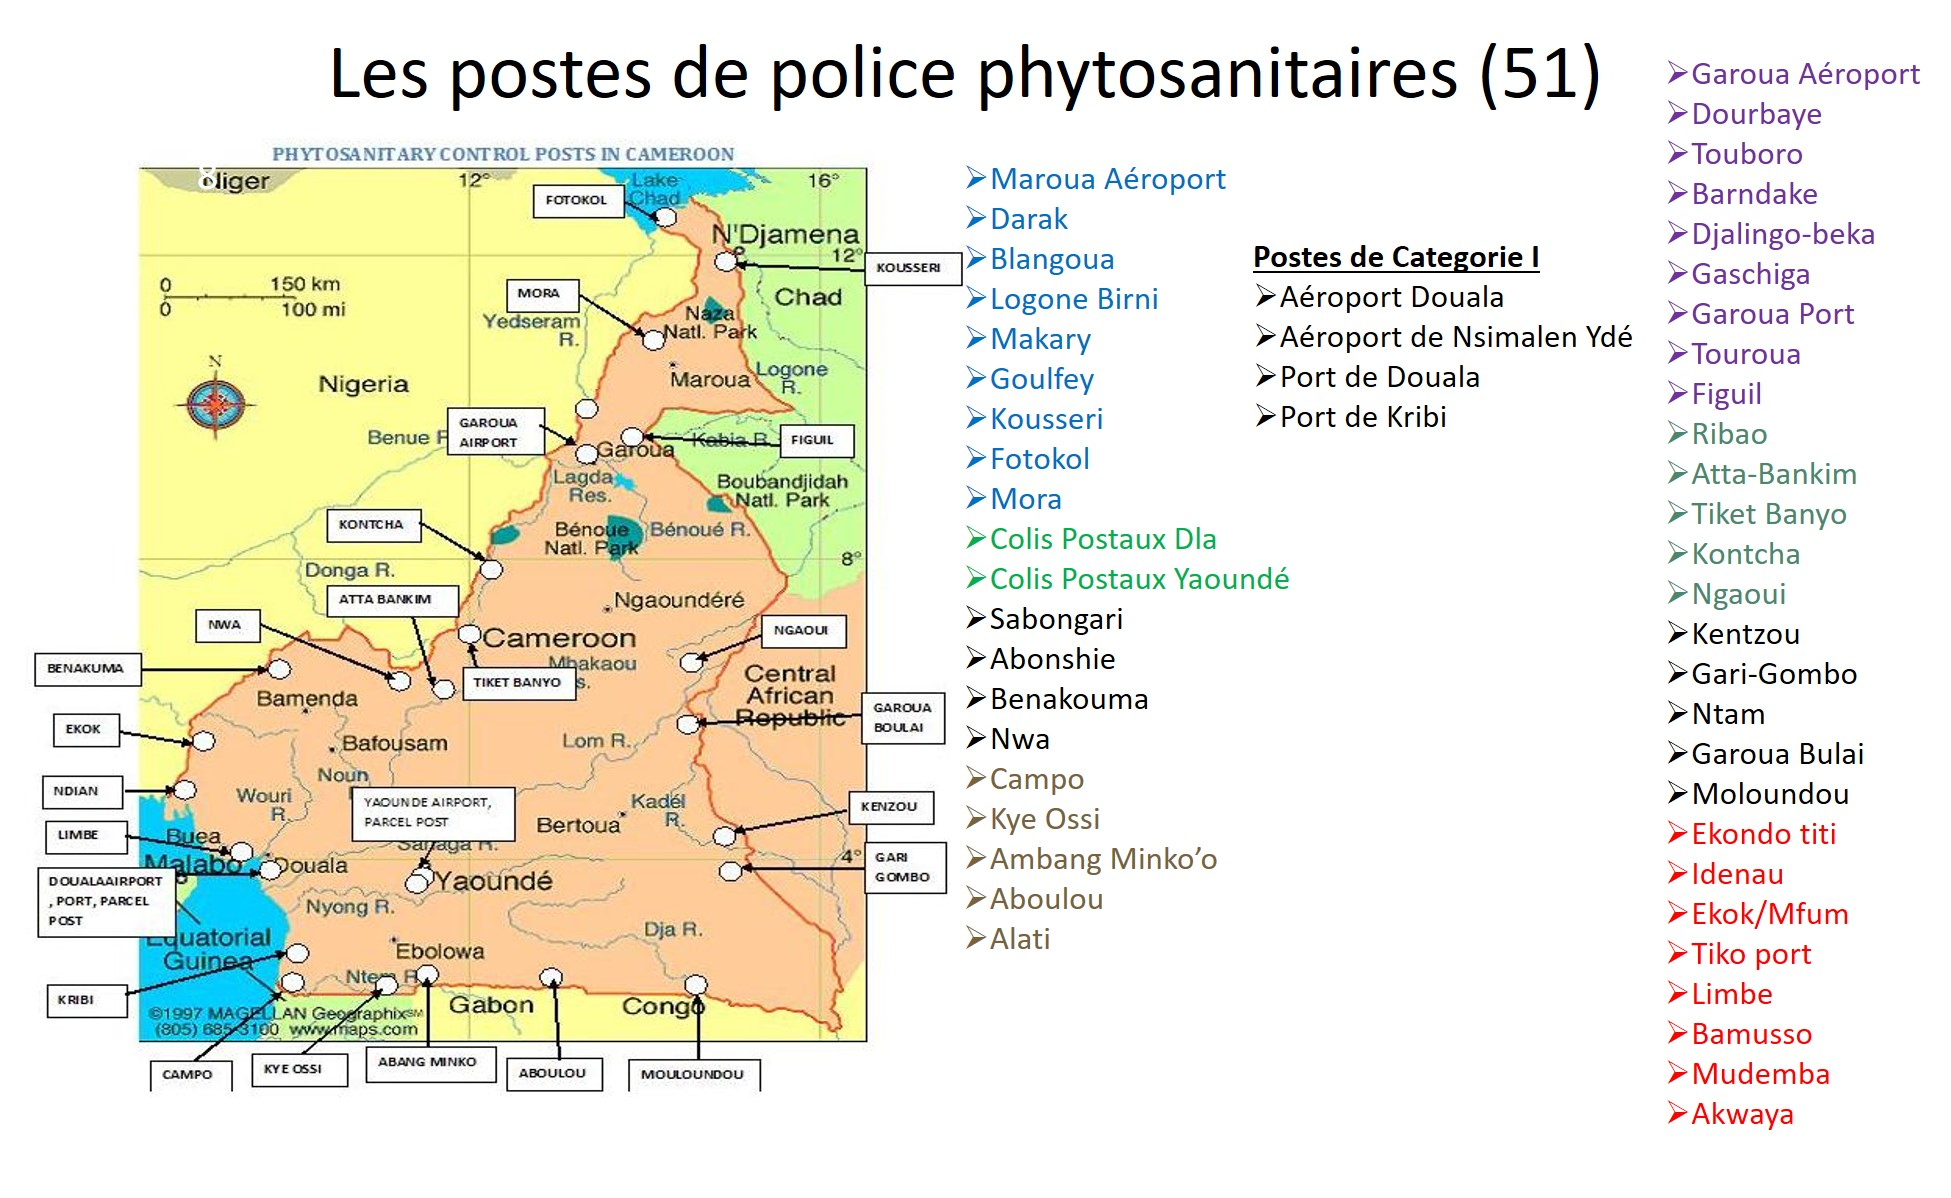 Les postes de police phytosanitaires (51)
PHYTOSANITARY CONTROL POSTS IN CAMEROON
8
Niger
12°
Lake
Chad
16°
FOTOKOL
N'Djamena
12°
KOUSSERI
0 150 km
0 100 mi
MORA
Chad
Yedseram
R.
Naza
Natl. Park
N
Nigeria
Maroua
Logone
R.
GAROUA
AIRPORT
Benue R
Garoua
Kabia R.
FIGUIL
Lagda
Res.
Boubandjidah
Natl. Park
KONTCHA
Bénoue
Natl. Park
Bénoué R.
8°
Donga R.
ATTA BANKIM
Ngaoundéré
NWA
Cameroon
NGAOUI
BENAKUMA
Mbakaou
s.
TIKET BANYO
Central
African
Republic
Bamenda
GAROUA
BOULAI
EKOK
Bafousam
Lom R.
NDIAN
Noun
Wouri
R.
YAOUNDE AIRPORT,
PARCEL POST
Kadéï
R.
KENZOU
LIMBE
Buea
Bertoua
Sanaga R.
4°
Malabo
Douala
GARI
GOMBO
DOUALAAIRPORT
, PORT, PARCEL
POST
Yaoundé
Nyong R.
Equatorial
Guinea
Dja R.
Ebolowa
KRIBI
Ntem R
Gabon
Congo
©1997 MAGELLAN Geographix℠
(805) 685-3100 www.maps.com
CAMPO
KYE OSSI
ABANG MINKO
ABOULOU
MOULOUNDOU
➢Maroua Aéroport
➢Darak
➢Blangoua
➢Logone Birni
➢Makary
➢Goulfey
➢Kousseri
➢Fotokol
➢Mora
➢Colis Postaux Dla
➢Colis Postaux Yaoundé
➢Sabongari
➢Abonshie
➢Benakouma
➢Nwa
➢Campo
➢Kye Ossi
➢Ambang Minko’o
➢Aboulou
➢Alati
Postes de Categorie I
➢Aéroport Douala
➢Aéroport de Nsimalen Ydé
➢Port de Douala
➢Port de Kribi
➢Garoua Aéroport
➢Dourbaye
➢Touboro
➢Barndake
➢Djalingo-beka
➢Gaschiga
➢Garoua Port
➢Touroua
➢Figuil
➢Ribao
➢Atta-Bankim
➢Tiket Banyo
➢Kontcha
➢Ngaoui
➢Kentzou
➢Gari-Gombo
➢Ntam
➢Garoua Bulai
➢Moloundou
➢Ekondo titi
➢Idenau
➢Ekok/Mfum
➢Tiko port
➢Limbe
➢Bamusso
➢Mudemba
➢Akwaya